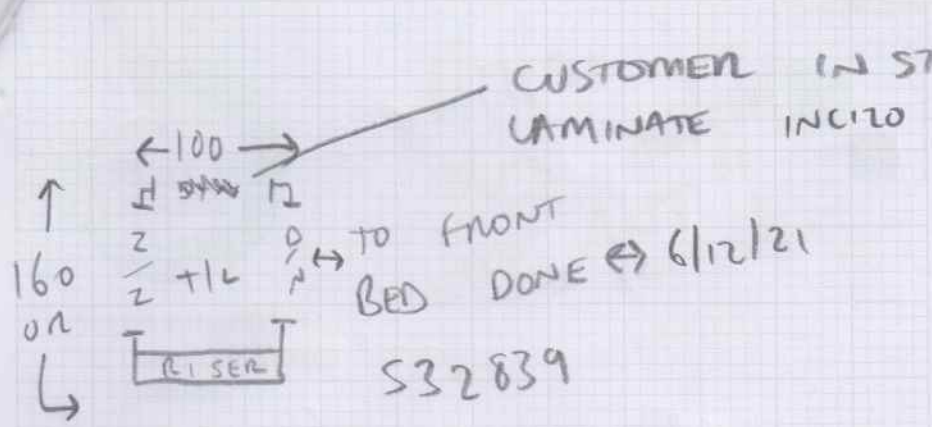 CUSTOMER IN ST
LAMINATE INCIZO
←100→
TO FRONT
160 T/L BED DONE ↔ 6/12/21
OR
RISER
532839